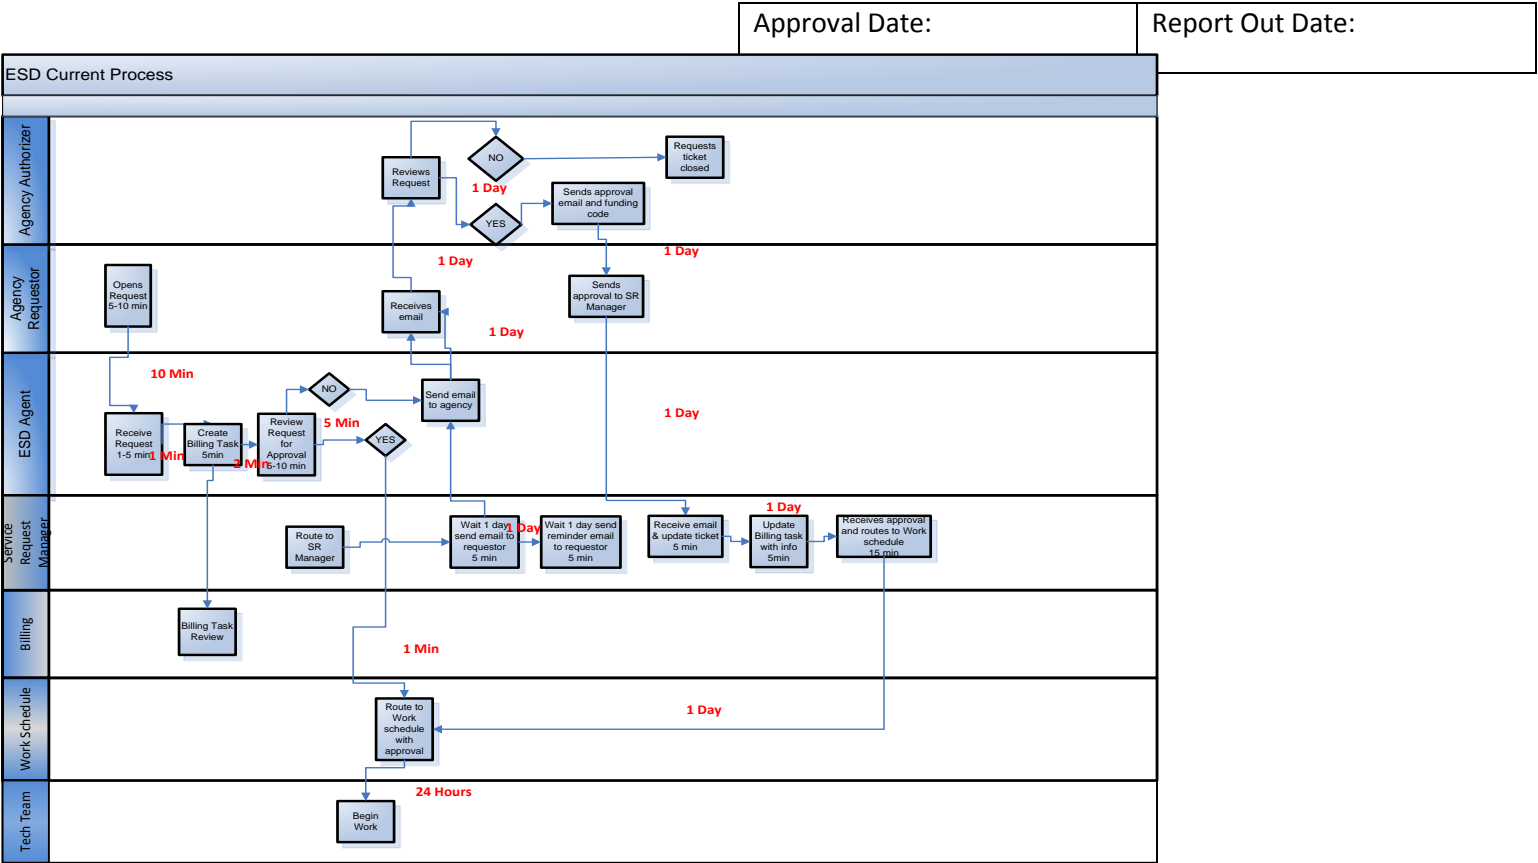 Approval Date:
Report Out Date:
ESD Current Process
Agency Authorizer
Reviews
Request
NO
1 Day
YES
Sends approval
email and funding
code
Requests
ticket
closed
Agency
Requestor
Opens
Request
5-10 min
1 Day
Receives
email
1 Day
Sends
approval to SR
Manager
1 Day
ESD Agent
10 Min
Receive
Request
1-5 min
1 Min
Create
Billing Task
5min
2 Min
Review
Request
for
Approval
5-10 min
NO
5 Min
YES
Send email
to agency
1 Day
Service
Request
Manager
Route to
SR
Manager
Wait 1 day
send email to
requestor
5 min
1 Day
Wait 1 day send
reminder email
to requestor
5 min
Receive email
& update ticket
5 min
1 Day
Update
Billing task
with info
5min
Receives approval
and routes to Work
schedule
15 min
Billing
Billing Task
Review
1 Min
Work Schedule
Route to
Work
schedule
with
approval
1 Day
Tech Team
24 Hours
Begin
Work